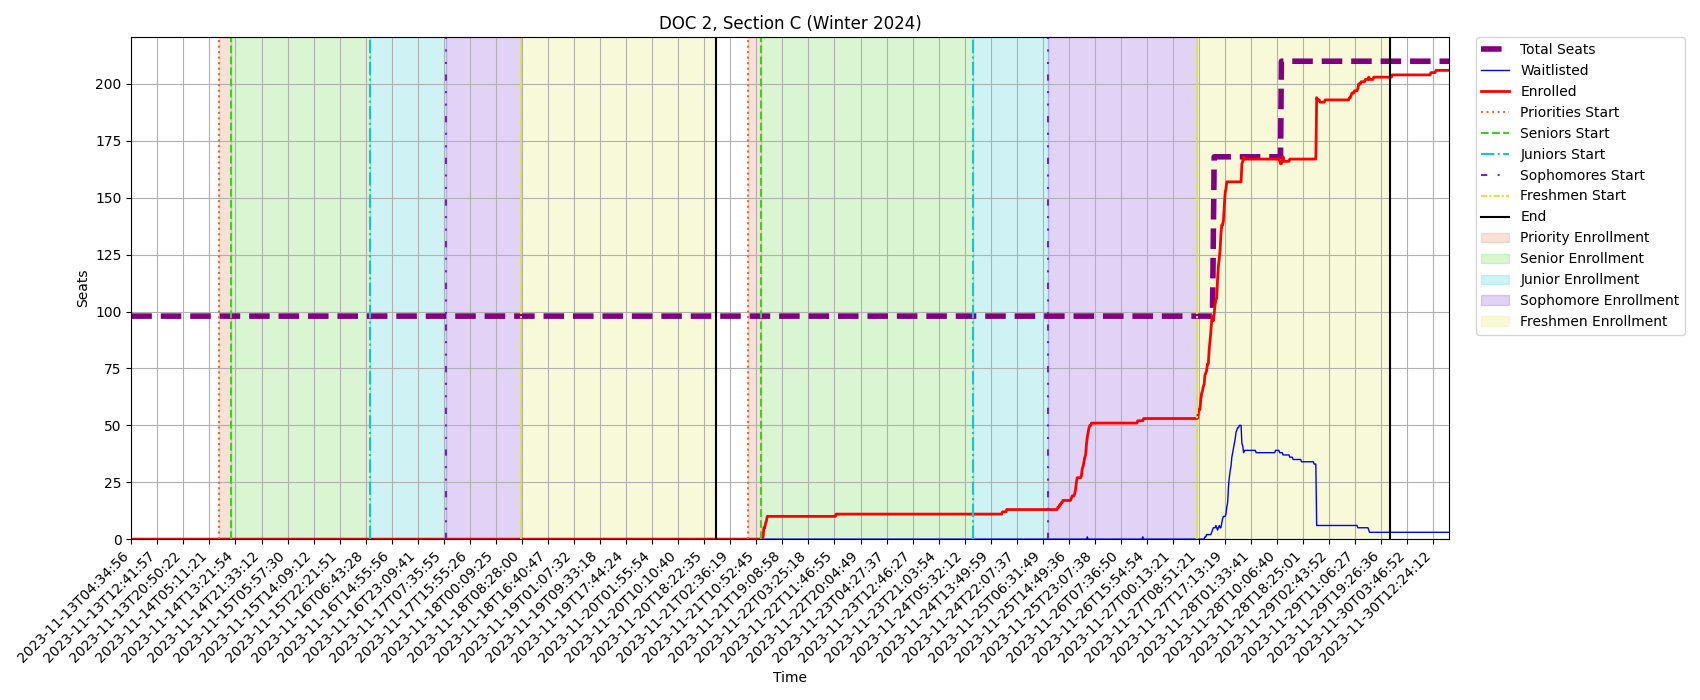 DOC 2, Section C (Winter 2024)
Seats
200
175
150
125
100
75
50
25
0
2023-11-13T04:34:56
2023-11-13T12:41:57
2023-11-13T20:50:22
2023-11-14T05:11:21
2023-11-14T13:21:54
2023-11-14T21:33:12
2023-11-15T05:57:30
2023-11-15T14:09:12
2023-11-15T22:21:51
2023-11-16T06:43:28
2023-11-16T14:55:56
2023-11-16T23:09:41
2023-11-17T07:35:55
2023-11-17T15:55:26
2023-11-18T00:09:25
2023-11-18T08:28:00
2023-11-18T16:40:47
2023-11-19T01:07:32
2023-11-19T09:33:18
2023-11-19T17:44:24
2023-11-20T01:55:54
2023-11-20T10:10:40
2023-11-20T18:22:35
2023-11-21T02:36:19
2023-11-21T10:52:45
2023-11-21T19:08:58
2023-11-22T03:25:18
2023-11-22T11:46:55
2023-11-22T20:04:49
2023-11-23T04:27:37
2023-11-23T12:46:27
2023-11-23T21:03:54
2023-11-24T05:32:12
2023-11-24T13:49:59
2023-11-24T22:07:37
2023-11-25T06:31:49
2023-11-25T14:49:36
2023-11-25T23:07:38
2023-11-26T07:36:50
2023-11-26T15:54:54
2023-11-27T00:13:21
2023-11-27T08:51:21
2023-11-27T17:13:19
2023-11-28T01:33:41
2023-11-28T10:06:40
2023-11-28T18:25:01
2023-11-29T02:43:52
2023-11-29T11:06:27
2023-11-29T19:26:36
2023-11-30T03:46:52
2023-11-30T12:24:12
Time
Total Seats
Waitlisted
Enrolled
Priorities Start
Seniors Start
Juniors Start
Sophomores Start
Freshmen Start
End
Priority Enrollment
Senior Enrollment
Junior Enrollment
Sophomore Enrollment
Freshmen Enrollment